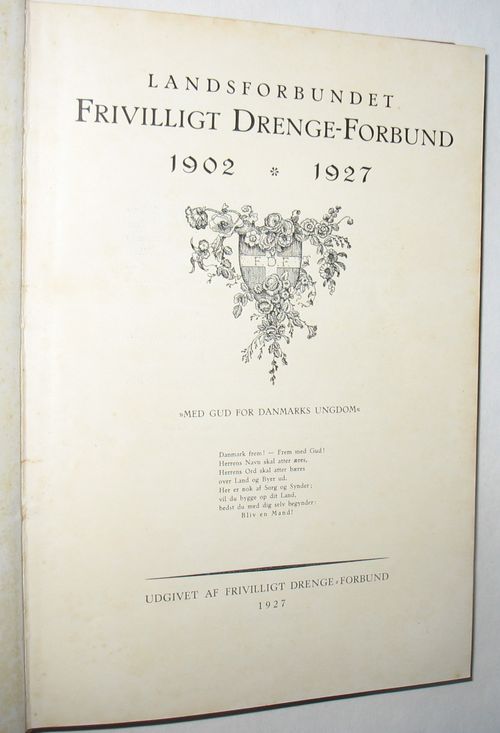 LANDSFORBUNDET
FRIVILLIGT DRENGE-FORBUND
1902 * 1927
FDF
»MED GUD FOR DANMARKS UNGDOM«
Danmark frem! — Frem med Gud!
Herrens Navn skal atter æres,
Herrens Ord skal atter bæres
over Land og Byer ud.
Her er nok af Sorg og Synder;
vil du bygge op dit Land,
bedst du med dig selv begynder:
Bliv en Mand!
UDGIVET AF FRIVILLIGT DRENGE-FORBUND
1927